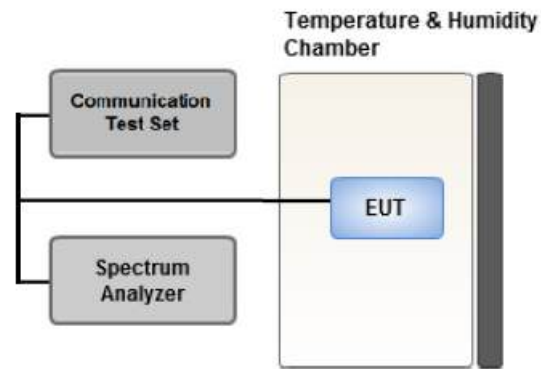 Temperature & Humidity
Chamber
Communication
Test Set
EUT
Spectrum
Analyzer